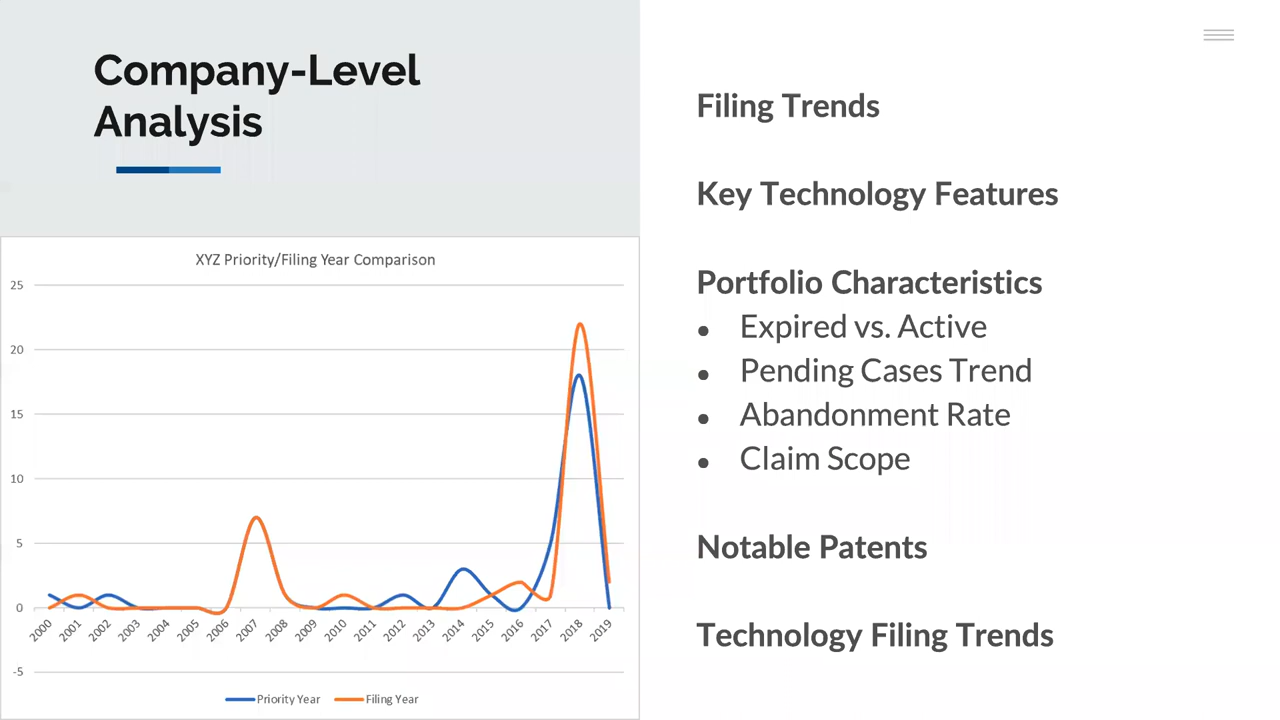 Company-Level
Analysis
XYZ Priority/Filing Year Comparison
25
20
15
10
5
0
-5
2000 2001 2002 2003 2004 2005 2006 2007 2008 2009 2010 2011 2012 2013 2014 2015 2016 2017 2018 2019
Priority Year Filing Year
Filing Trends
Key Technology Features
Portfolio Characteristics
● Expired vs. Active
● Pending Cases Trend
● Abandonment Rate
● Claim Scope
Notable Patents
Technology Filing Trends